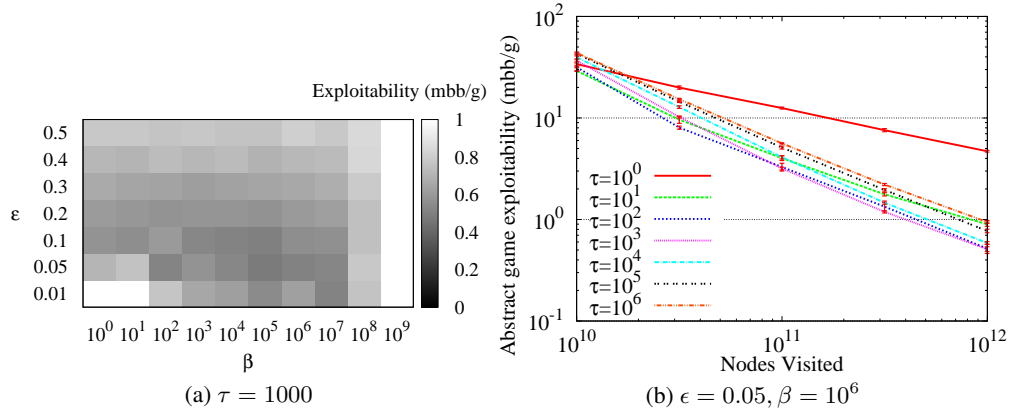 Exploitability (mbb/g)
0.5
0.4
0.3
0.2
0.1
0.05
0.01
ε
10^0 10^1 10^2 10^3 10^4 10^5 10^6 10^7 10^8 10^9
β
1
0.8
0.6
0.4
0.2
0
(a) τ = 1000
Abstract game exploitability (mbb/g)
10^2
10^1
10^0
10^-1
τ=10^0
τ=10^1
τ=10^2
τ=10^3
τ=10^4
τ=10^5
τ=10^6
10^10 10^11 10^12
Nodes Visited
(b) ϵ = 0.05, β = 10^6